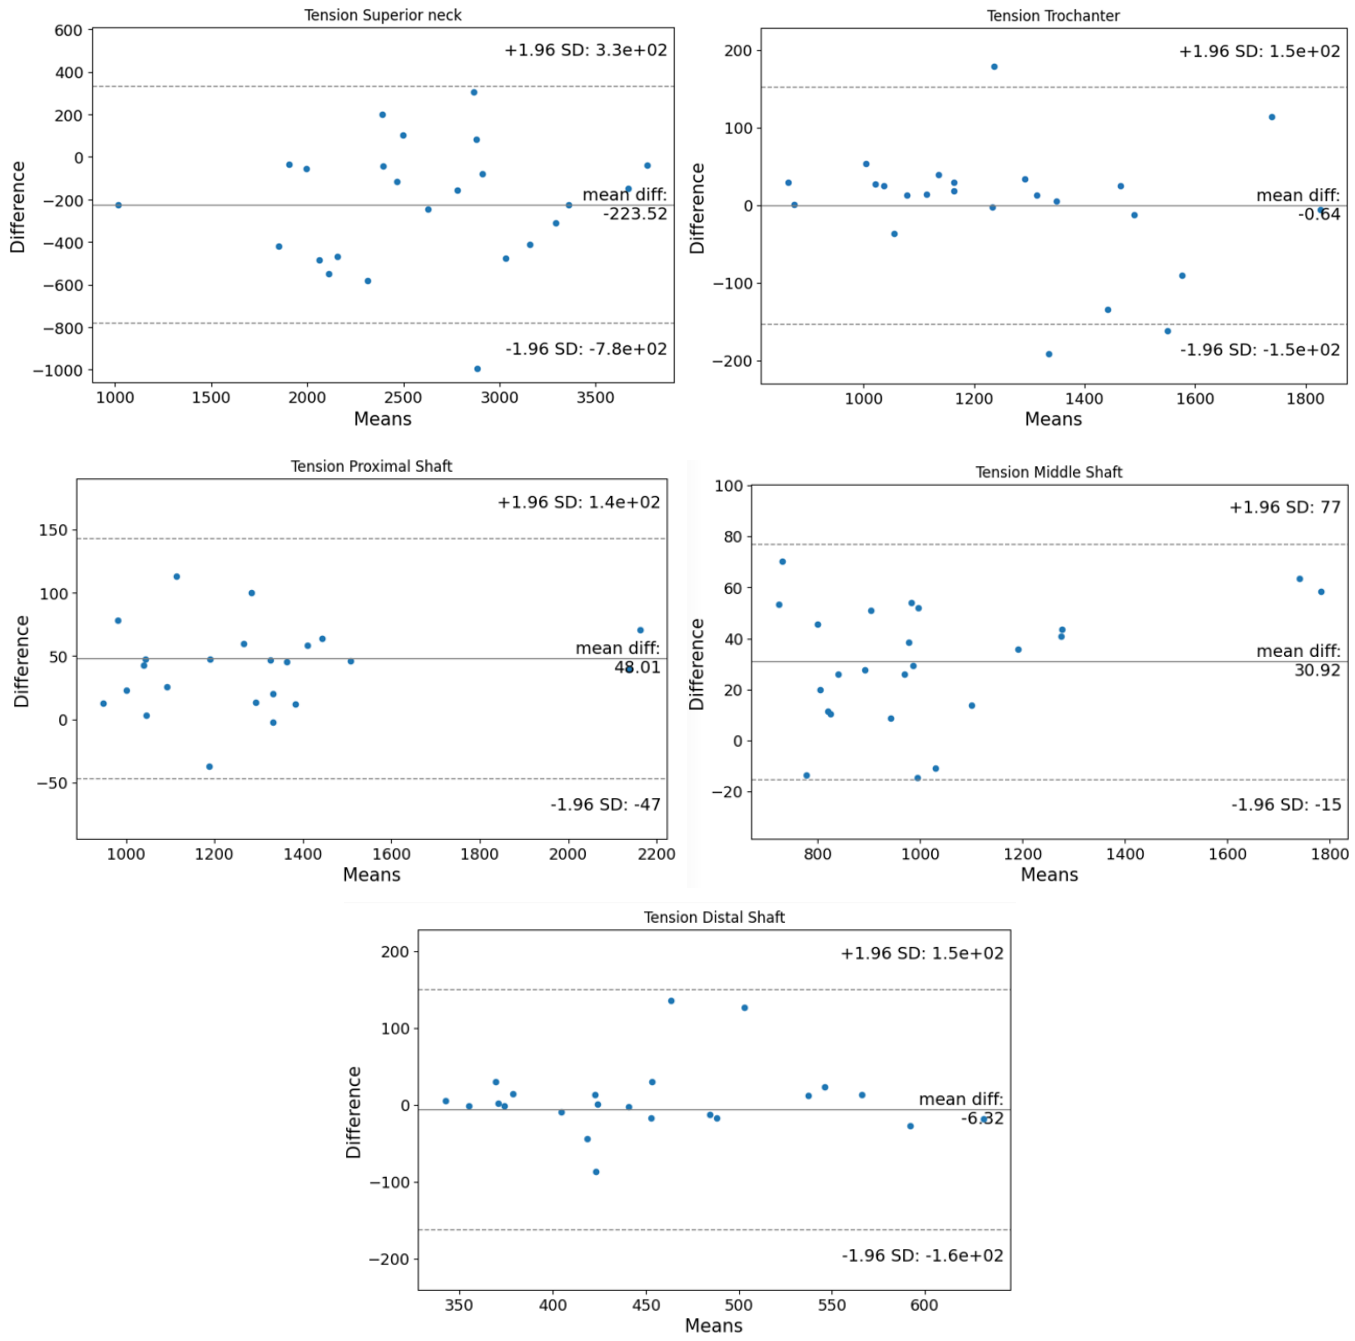 Tension Superior neck
600
400
200
0
−200
−400
−600
−800
−1000
Difference
+1.96 SD: 3.3e+02
mean diff:
-223.52
-1.96 SD: -7.8e+02
1000 1500 2000 2500 3000 3500
Means
Tension Trochanter
200
100
0
−100
−200
Difference
+1.96 SD: 1.5e+02
mean diff:
-0.64
-1.96 SD: -1.5e+02
1000 1200 1400 1600 1800
Means
Tension Proximal Shaft
150
100
50
0
−50
Difference
+1.96 SD: 1.4e+02
mean diff:
48.01
-1.96 SD: -47
1000 1200 1400 1600 1800 2000 2200
Means
Tension Middle Shaft
100
80
60
40
20
0
−20
Difference
+1.96 SD: 77
mean diff:
30.92
-1.96 SD: -15
800 1000 1200 1400 1600 1800
Means
Tension Distal Shaft
200
100
0
−100
−200
Difference
+1.96 SD: 1.5e+02
mean diff:
-6.32
-1.96 SD: -1.6e+02
350 400 450 500 550 600
Means